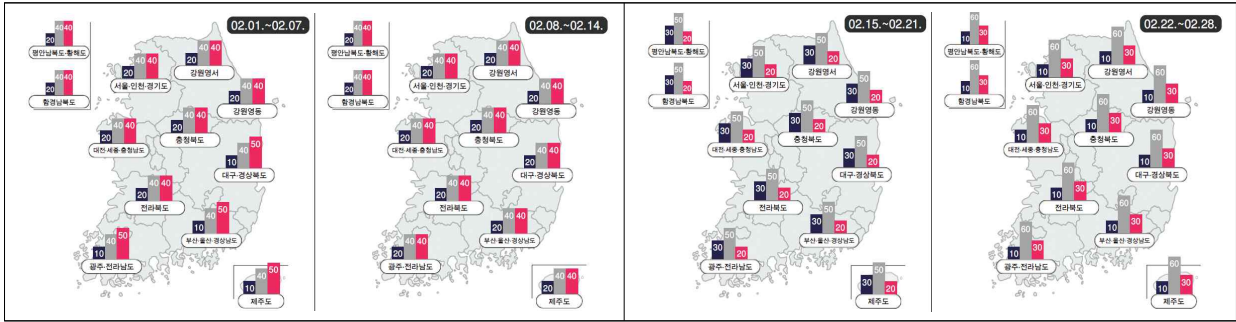 02.01.~02.07.
20 40 40
평안남북도·황해도
20 40 40
함경남북도
20 40 40
서울·인천·경기도
20 40 40
강원영서
20 40 40
강원영동
20 40 40
대전·세종·충청남도
20 40 40
충청북도
10 40 50
대구·경상북도
20 40 40
전라북도
10 40 50
부산·울산·경상남도
10 40 50
광주·전라남도
10 40 50
제주도
02.08.~02.14.
20 40 40
평안남북도·황해도
20 40 40
함경남북도
20 40 40
서울·인천·경기도
20 40 40
강원영서
20 40 40
강원영동
20 40 40
대전·세종·충청남도
20 40 40
충청북도
20 40 40
대구·경상북도
20 40 40
전라북도
20 40 40
부산·울산·경상남도
20 40 40
광주·전라남도
20 40 40
제주도
02.15.~02.21.
30 50 20
평안남북도·황해도
30 50 20
함경남북도
30 50 20
서울·인천·경기도
30 50 20
강원영서
30 50 20
강원영동
30 50 20
대전·세종·충청남도
30 50 20
충청북도
30 50 20
대구·경상북도
30 50 20
전라북도
30 50 20
부산·울산·경상남도
30 50 20
광주·전라남도
30 50 20
제주도
02.22.~02.28.
10 60 30
평안남북도·황해도
10 60 30
함경남북도
10 60 30
서울·인천·경기도
10 60 30
강원영서
10 60 30
강원영동
10 60 30
대전·세종·충청남도
10 60 30
충청북도
10 60 30
대구·경상북도
10 60 30
전라북도
10 60 30
부산·울산·경상남도
10 60 30
광주·전라남도
10 60 30
제주도